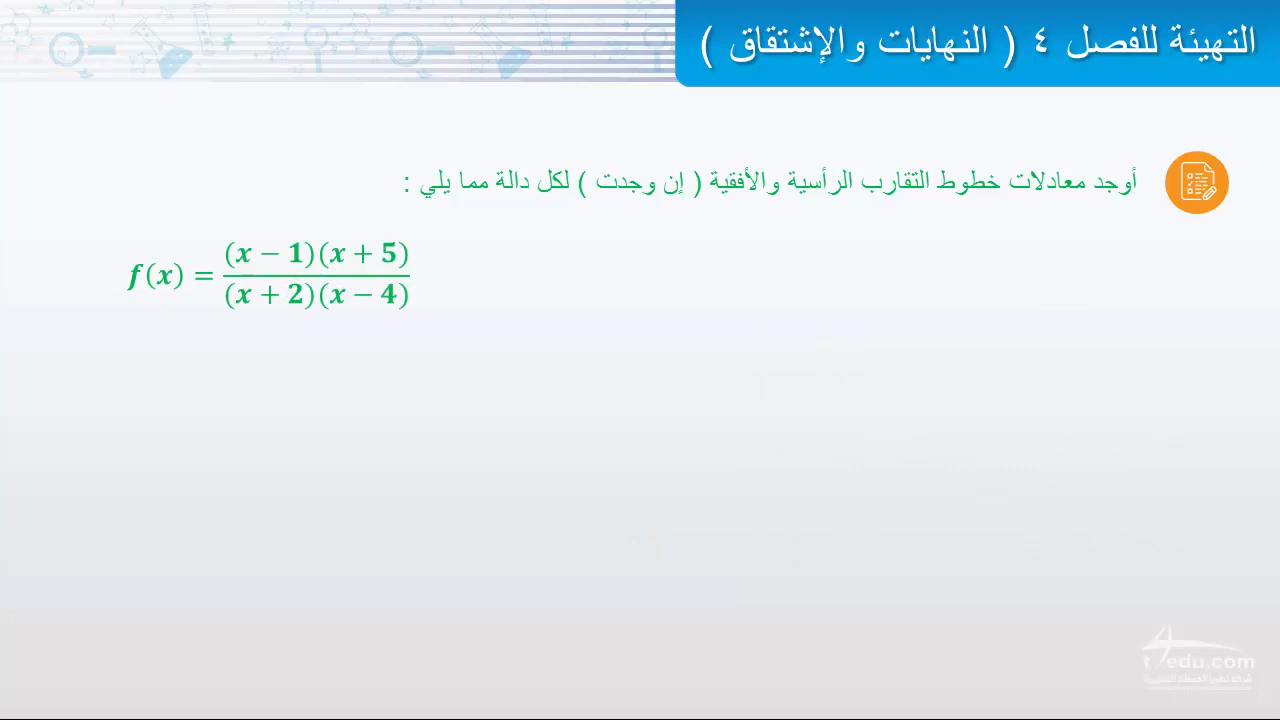 التهيئة للفصل ٤ ( النهايات والإشتقاق )
أوجد معادلات خطوط التقارب الرأسية والأفقية ( إن وجدت ) لكل دالة مما يلي :
f(x) = (x − 1)(x + 5) / (x + 2)(x − 4)
t4edu.com